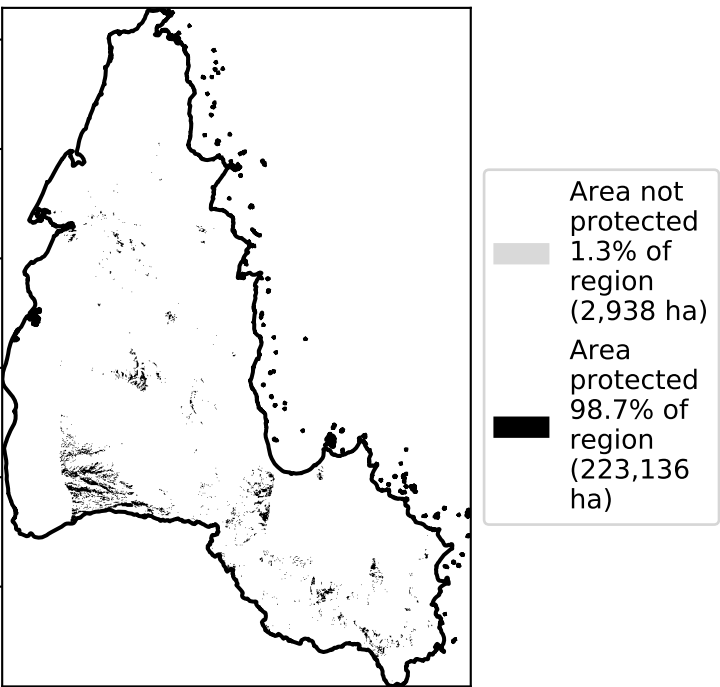 Area not
protected
1.3% of
region
(2,938 ha)
Area
protected
98.7% of
region
(223,136
ha)